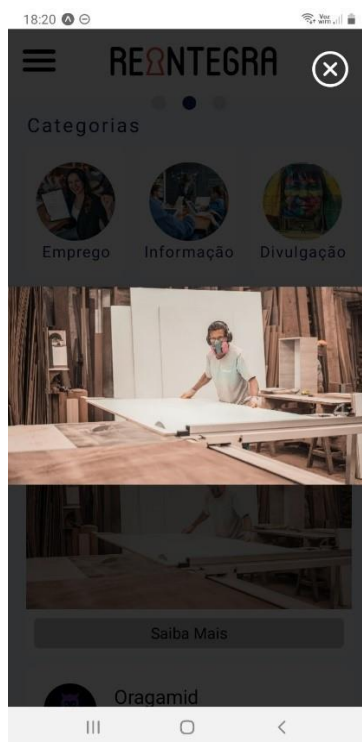 18:20
REINTEGRA
Categorias
Emprego Informação Divulgação
Saiba Mais
Oragamid